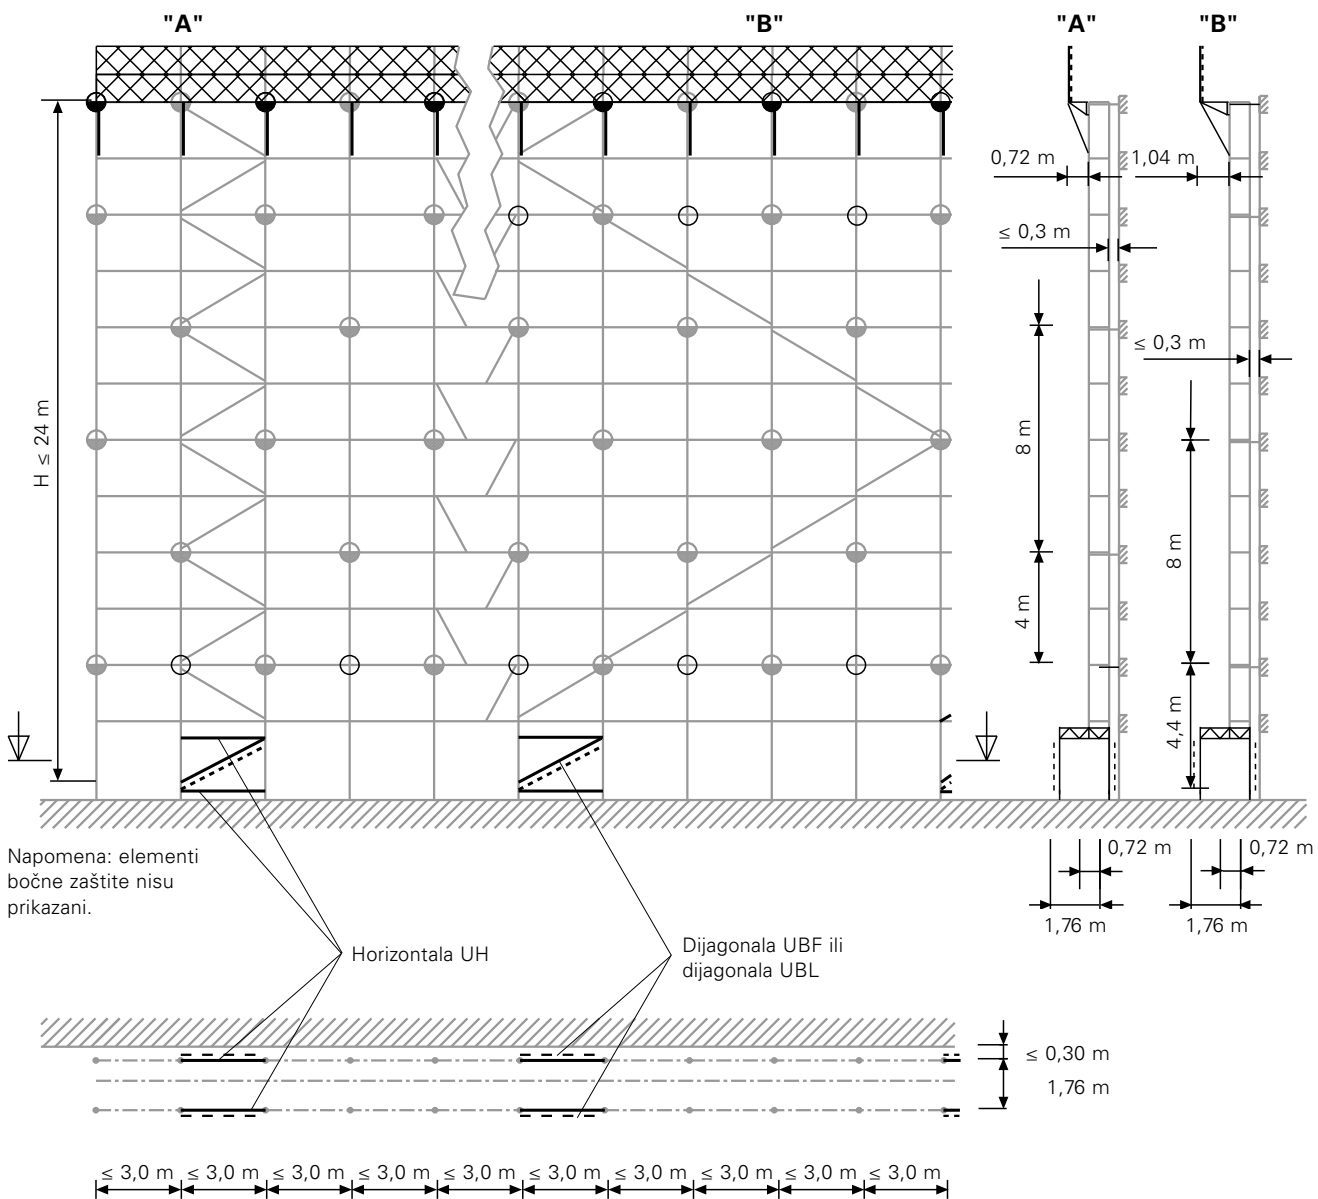 "A"
"B"
"A"
"B"
0,72 m
1,04 m
≤ 0,3 m
≤ 0,3 m
H ≤ 24 m
8 m
8 m
4 m
4,4 m
0,72 m
0,72 m
1,76 m
1,76 m
Napomena: elementi
bočne zaštite nisu
prikazani.
Horizontala UH
Dijagonala UBF ili
dijagonala UBL
≤ 0,30 m
1,76 m
≤ 3,0 m ≤ 3,0 m ≤ 3,0 m ≤ 3,0 m ≤ 3,0 m ≤ 3,0 m ≤ 3,0 m ≤ 3,0 m ≤ 3,0 m ≤ 3,0 m